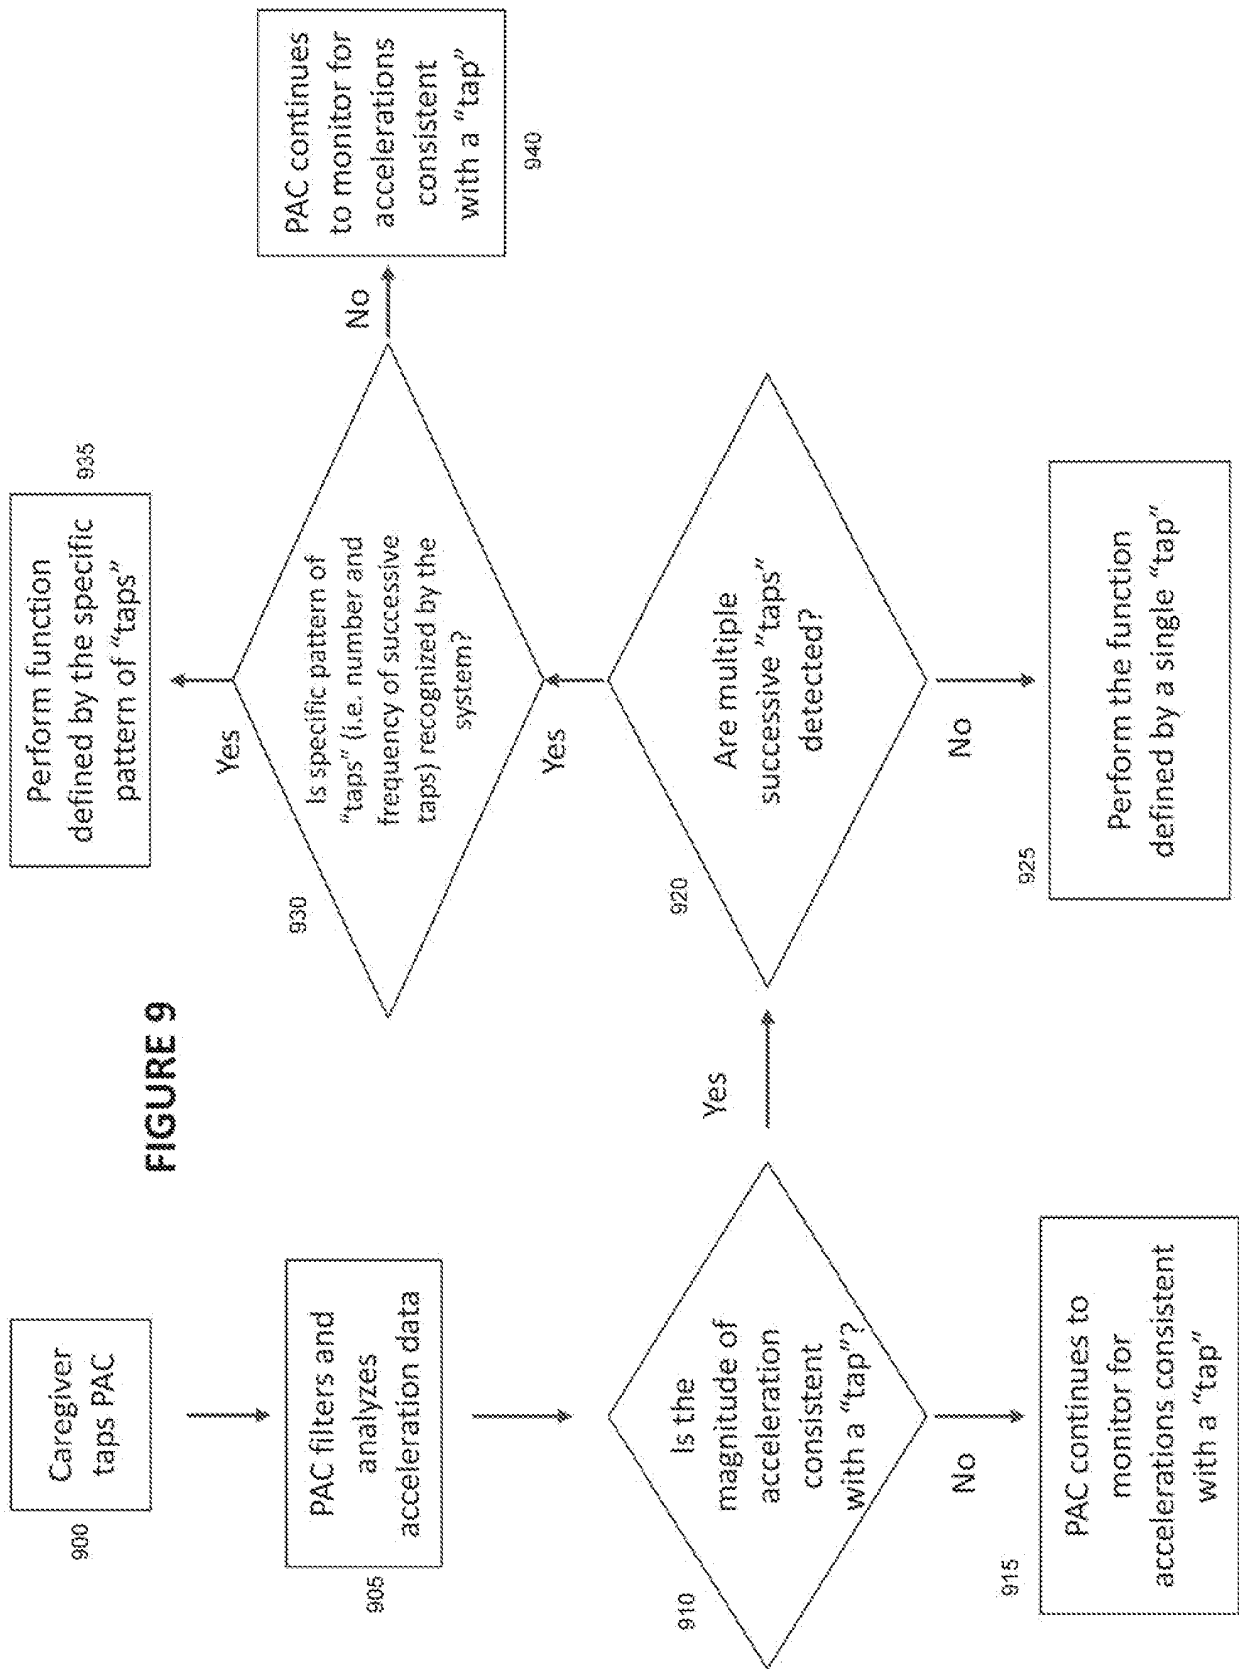 FIGURE 9
900
Caregiver
taps PAC
905
PAC filters and
analyzes
acceleration data
910
Is the
magnitude of
acceleration
consistent
with a "tap"?
No
915
PAC continues to
monitor for
accelerations consistent
with a "tap"
Yes
920
Are multiple
successive "taps"
detected?
No
925
Perform the function
defined by a single "tap"
Yes
930
Is specific pattern of
"taps" (i.e. number and
frequency of successive
taps) recognized by the
system?
Yes
935
Perform function
defined by the specific
pattern of "taps"
No
PAC continues
to monitor for
accelerations
consistent
with a "tap"
940